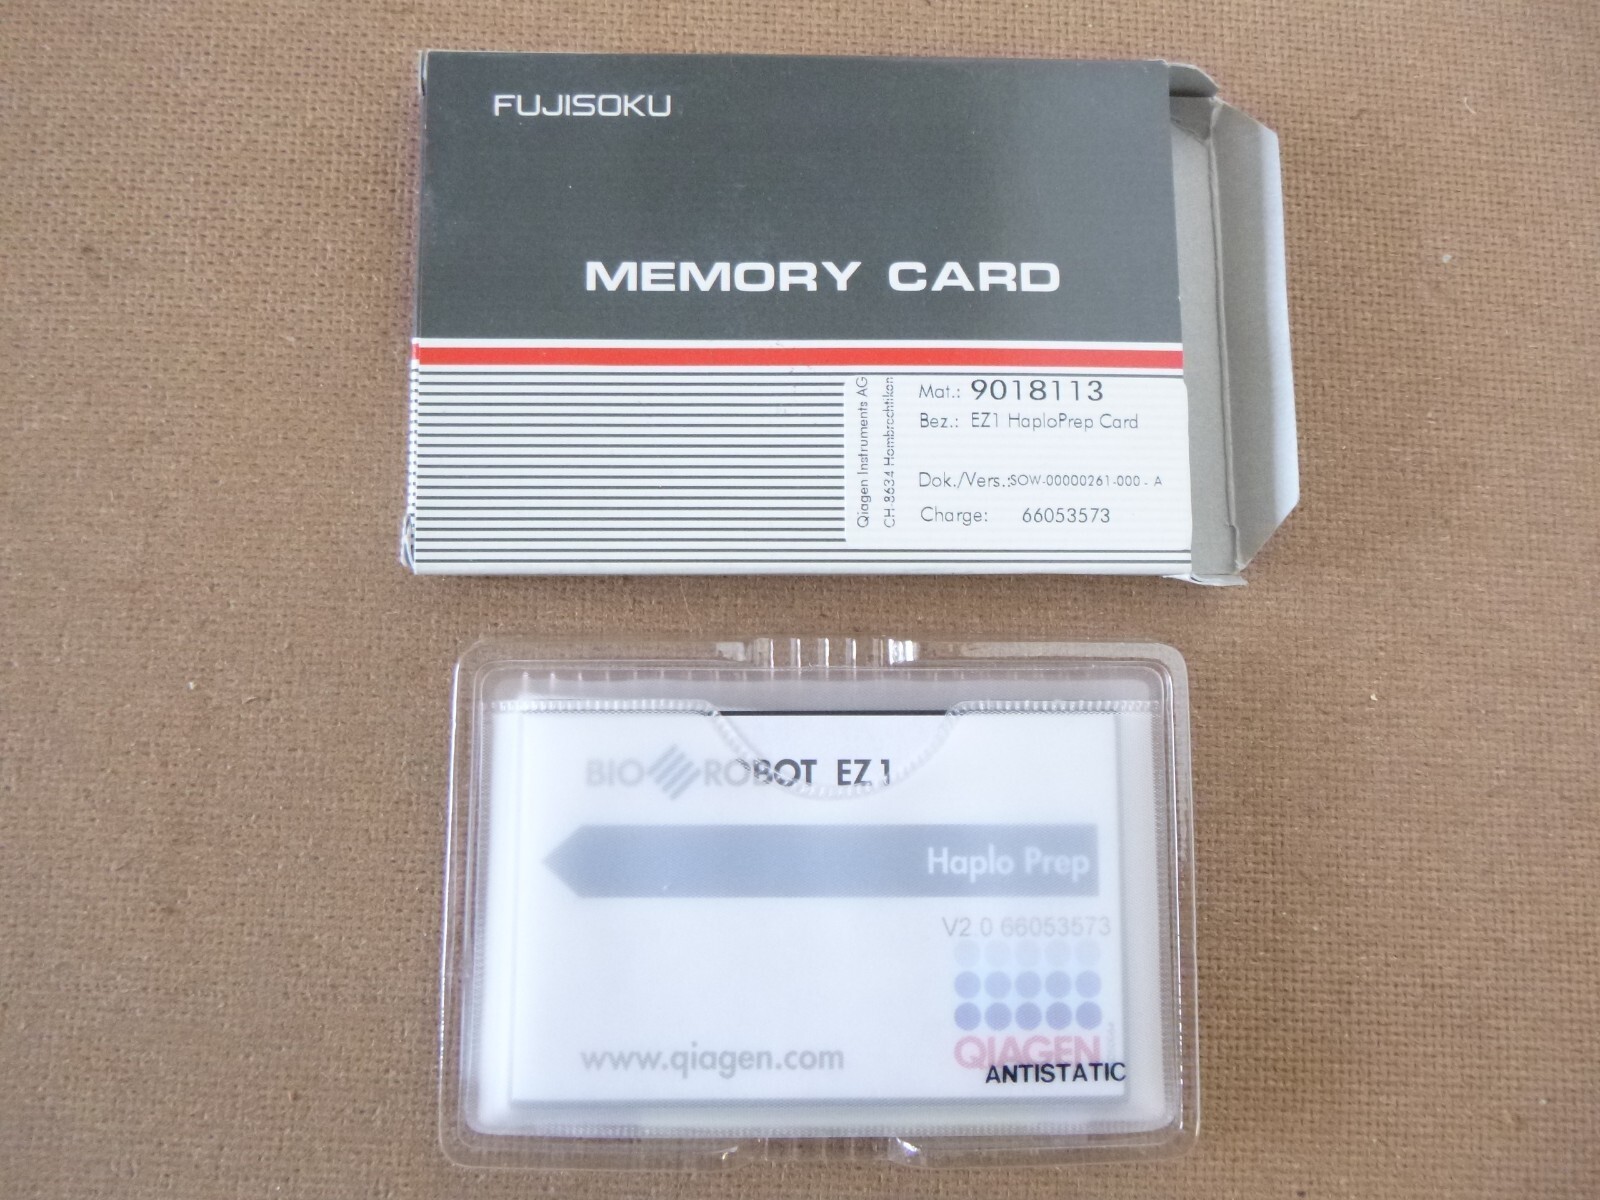 FUJISOKU
MEMORY CARD
Qiagen Instruments AG
CH-8634 Hombrechtikon
Mat.: 9018113
Bez.: EZ1 HaploPrep Card
Dok./Vers.:SOW-00000261-000 - A
Charge: 66053573
BIO ROBOT EZ1
Haplo Prep
V2.0 66053573
QIAGEN
www.qiagen.com
ANTISTATIC